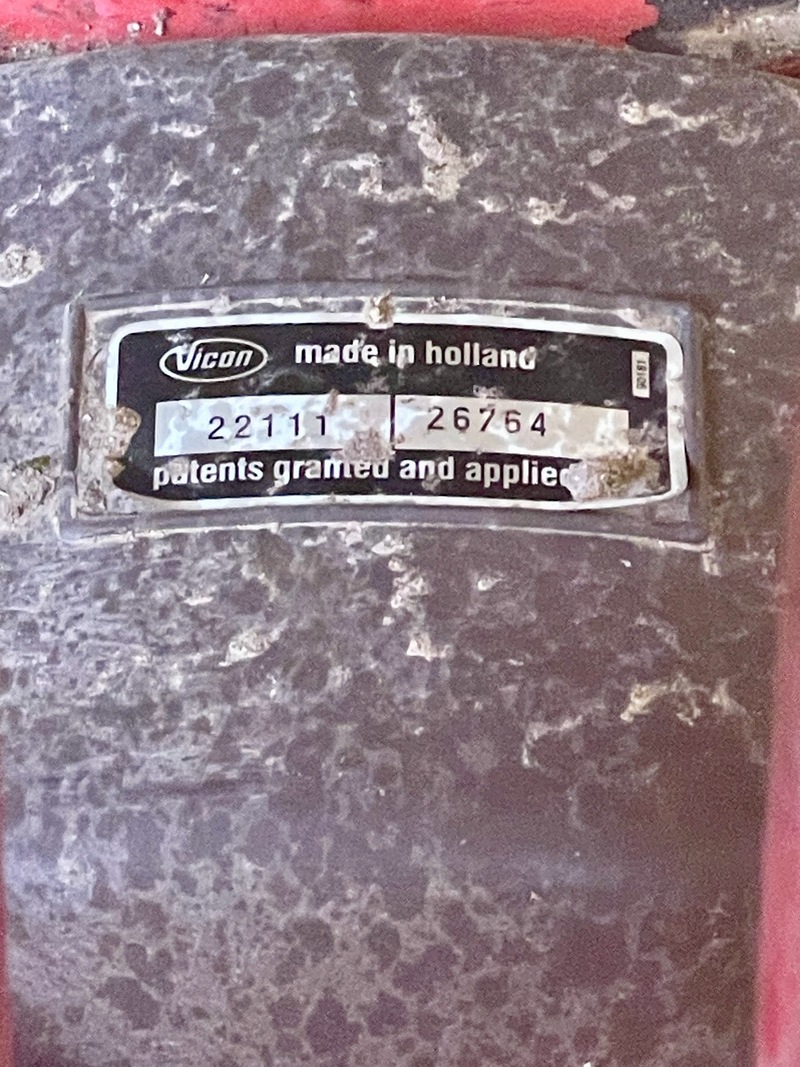 Vicon made in holland
22111 26764
patents granted and applied